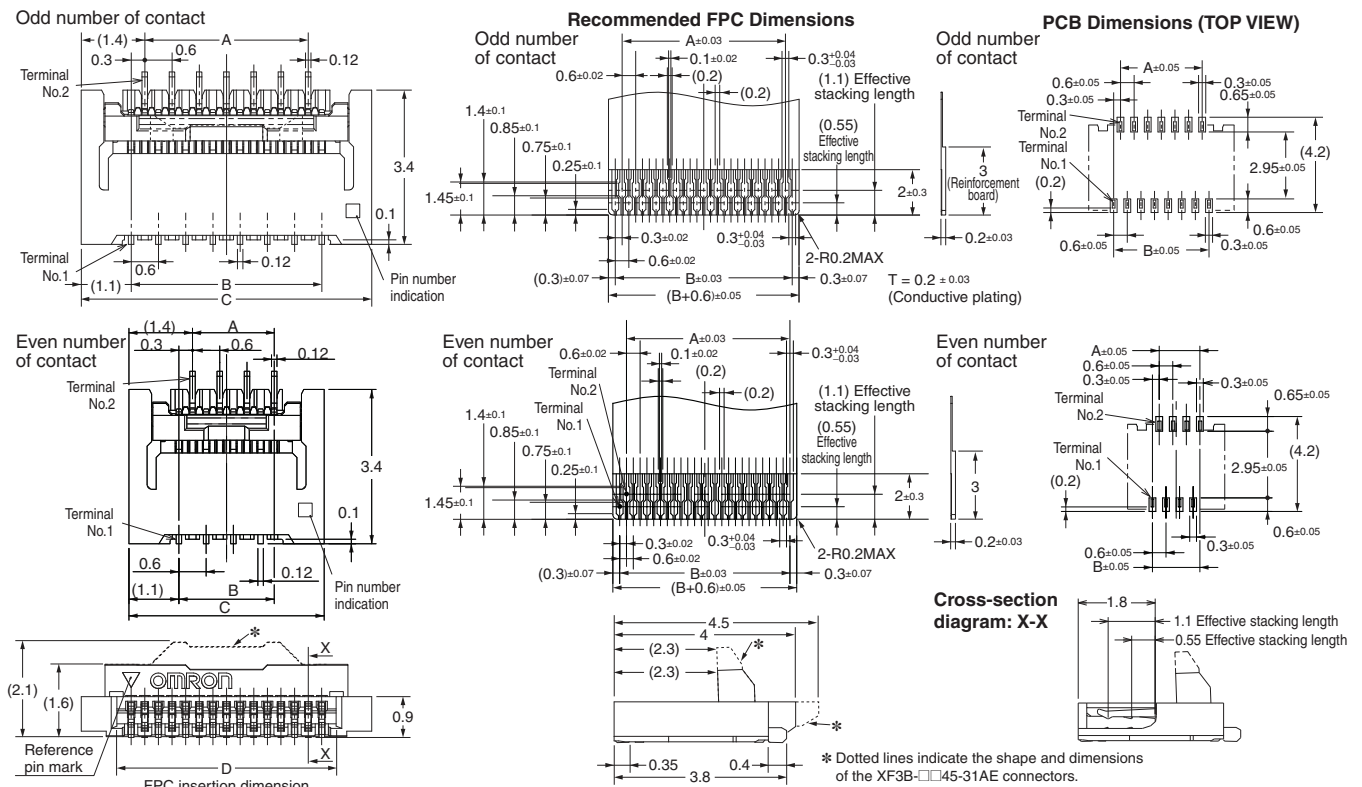 Odd number of contact
(1.4)
A
0.3
0.6
0.12
Terminal
No.2
3.4
0.1
Terminal
No.1
0.6
0.12
(1.1)
B
C
Pin number
indication
Recommended FPC Dimensions
Odd number
of contact
A±0.03
0.1±0.02
0.3+0.04
-0.03
0.6±0.02
(0.2)
(0.2)
(1.1) Effective
stacking length
1.4±0.1
0.85±0.1
0.75±0.1
0.25±0.1
1.45±0.1
(0.55)
Effective
stacking length
2±0.3
3
(Reinforcement
board)
0.3±0.02
0.3+0.04
-0.03
0.2±0.03
0.6±0.02
2-R0.2MAX
(0.3)±0.07
B±0.03
0.3±0.07
(B+0.6)±0.05
T = 0.2 ± 0.03
(Conductive plating)
PCB Dimensions (TOP VIEW)
Odd number
of contact
A±0.05
0.6±0.05
0.3±0.05
0.3±0.05
0.65±0.05
Terminal
No.2
Terminal
No.1
(0.2)
2.95±0.05
(4.2)
0.6±0.05
0.6±0.05
B±0.05
0.3±0.05
Even number
of contact
(1.4)
A
0.3
0.6
0.12
Terminal
No.2
3.4
0.1
Terminal
No.1
0.6
0.12
(1.1)
B
C
Pin number
indication
Even number
of contact
A±0.03
0.6±0.02
0.1±0.02
0.3+0.04
-0.03
Terminal
No.2
(0.2)
(0.2)
Terminal
No.1
(1.1) Effective
stacking length
1.4±0.1
0.85±0.1
0.75±0.1
0.25±0.1
1.45±0.1
(0.55)
Effective
stacking length
2±0.3
3
0.3±0.02
0.3+0.04
-0.03
0.2±0.03
0.6±0.02
2-R0.2MAX
(0.3)±0.07
B±0.03
0.3±0.07
(B+0.6)±0.05
Even number
of contact
A±0.05
0.6±0.05
0.3±0.05
0.3±0.05
0.65±0.05
Terminal
No.2
Terminal
No.1
(0.2)
2.95±0.05
(4.2)
0.6±0.05
0.6±0.05
0.3±0.05
B±0.05
*
X
(2.1)
(1.6)
OMRON
0.9
Reference
pin mark
X
D
FPC insertion dimension
4.5
4
(2.3)
*
(2.3)
*
0.35
0.4
3.8
Cross-section
diagram: X-X
1.8
1.1 Effective stacking length
0.55 Effective stacking length
* Dotted lines indicate the shape and dimensions
of the XF3B-□□45-31AE connectors.